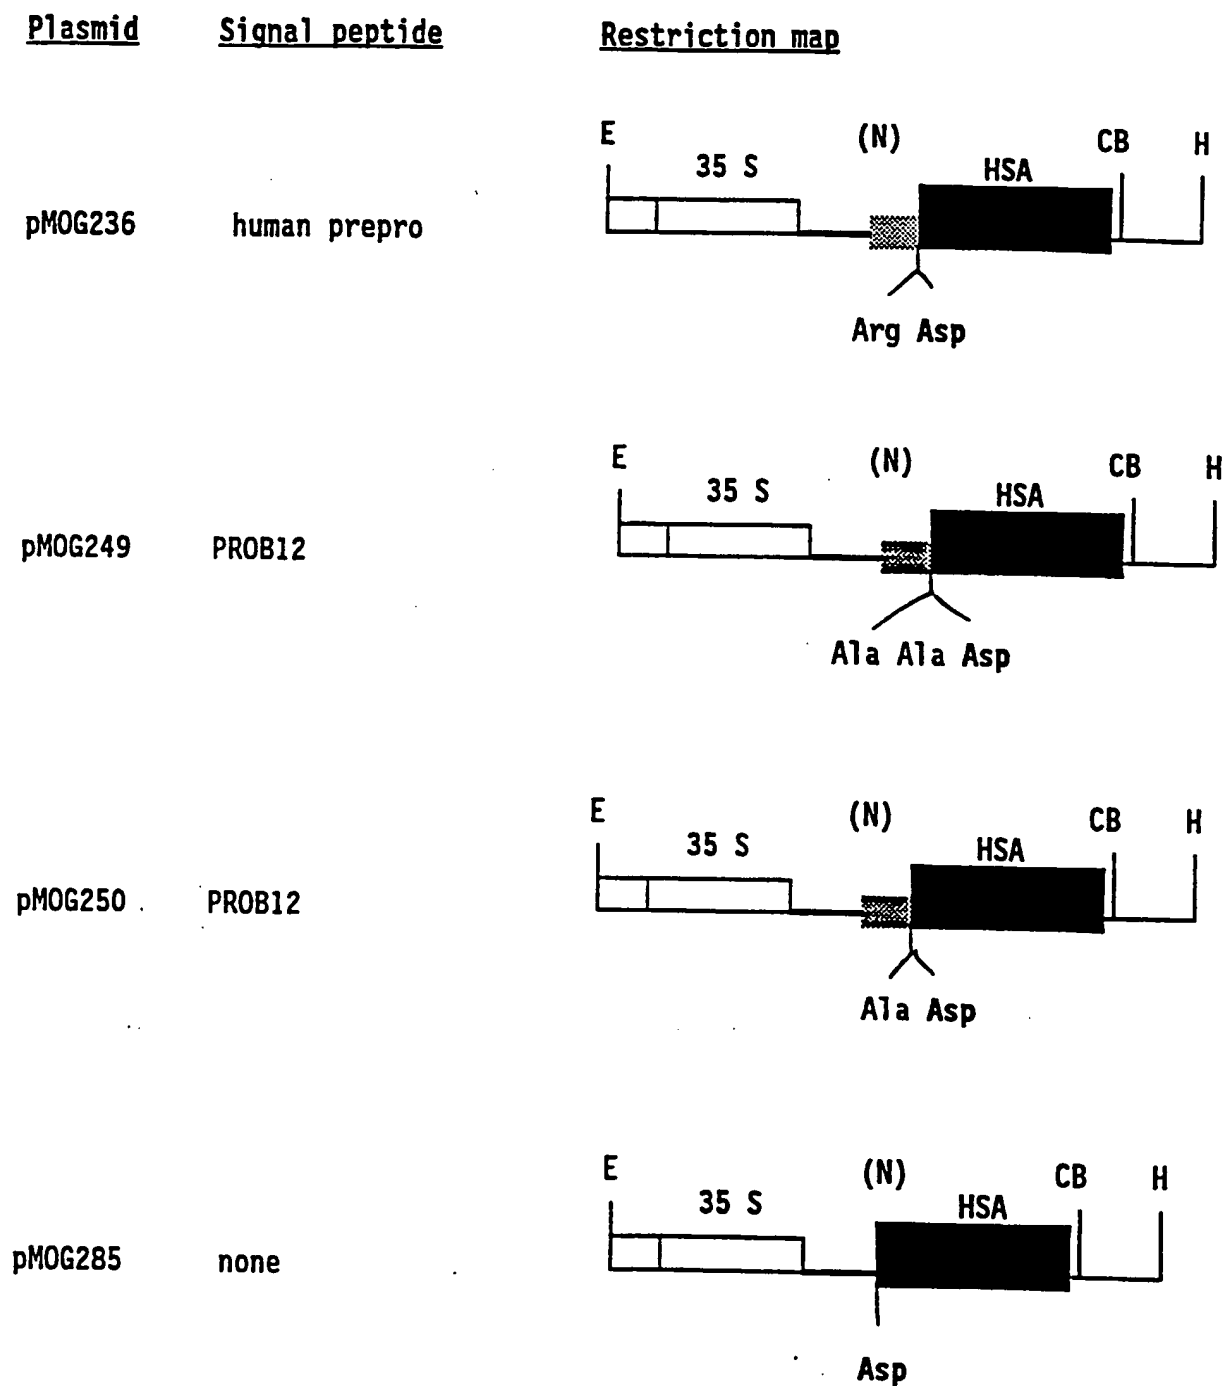 Plasmid Signal peptide Restriction map
E (N) CB H
35 S HSA
pMOG236 human prepro
Arg Asp
E (N) CB H
35 S HSA
pMOG249 PROB12
Ala Ala Asp
E (N) CB H
35 S HSA
pMOG250 PROB12
Ala Asp
E (N) CB H
35 S HSA
pMOG285 none
Asp